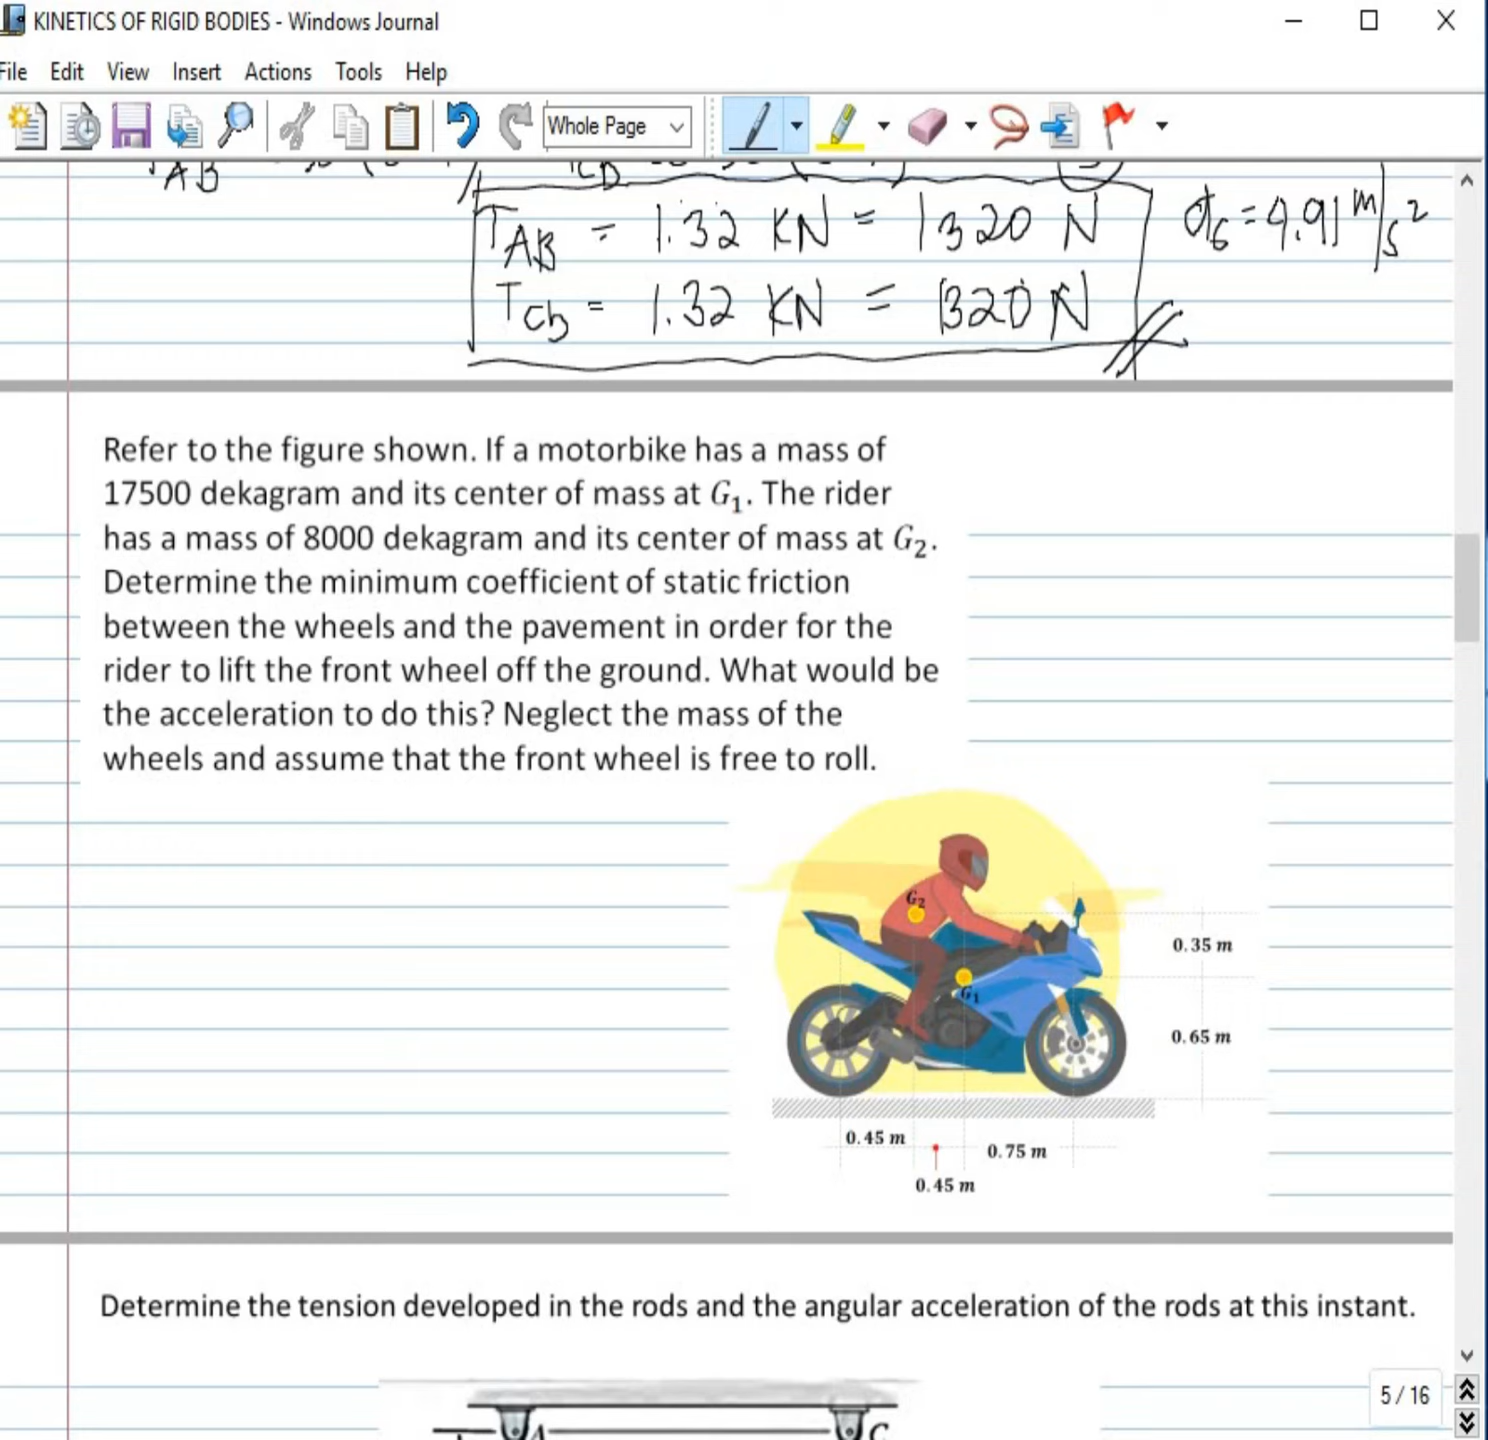 KINETICS OF RIGID BODIES - Windows Journal
File Edit View Insert Actions Tools Help
Whole Page
AB
T_AB = 1.32 KN = 1320 N
= 4.91 m/s²
T_CD = 1.32 KN = 1320 N
Refer to the figure shown. If a motorbike has a mass of
17500 dekagram and its center of mass at G₁. The rider
has a mass of 8000 dekagram and its center of mass at G₂.
Determine the minimum coefficient of static friction
between the wheels and the pavement in order for the
rider to lift the front wheel off the ground. What would be
the acceleration to do this? Neglect the mass of the
wheels and assume that the front wheel is free to roll.
G₂
0.35 m
G₁
0.65 m
0.45 m
0.75 m
0.45 m
Determine the tension developed in the rods and the angular acceleration of the rods at this instant.
5 / 16
A C